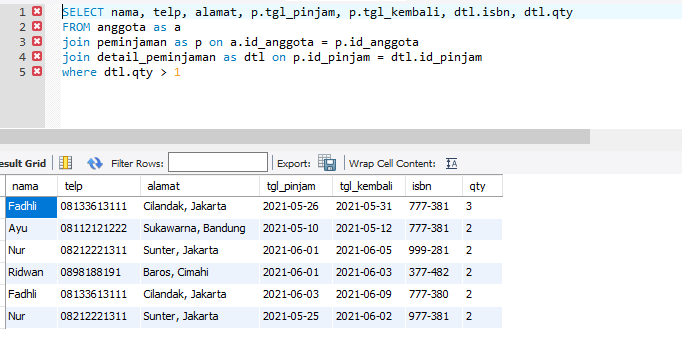 1 SELECT nama, telp, alamat, p.tgl_pinjam, p.tgl_kembali, dtl.isbn, dtl.qty
2 FROM anggota as a
3 join peminjaman as p on a.id_anggota = p.id_anggota
4 join detail_peminjaman as dtl on p.id_pinjam = dtl.id_pinjam
5 where dtl.qty > 1
esult Grid Filter Rows: Export: Wrap Cell Content:
nama telp alamat tgl_pinjam tgl_kembali isbn qty
Fadhli 08133613111 Cilandak, Jakarta 2021-05-26 2021-05-31 777-381 3
Ayu 08112121222 Sukawarna, Bandung 2021-05-10 2021-05-12 777-381 2
Nur 08212221311 Sunter, Jakarta 2021-06-01 2021-06-05 999-281 2
Ridwan 0898188191 Baros, Cimahi 2021-06-01 2021-06-03 377-482 2
Fadhli 08133613111 Cilandak, Jakarta 2021-06-03 2021-06-09 777-380 2
Nur 08212221311 Sunter, Jakarta 2021-05-25 2021-06-02 977-381 2